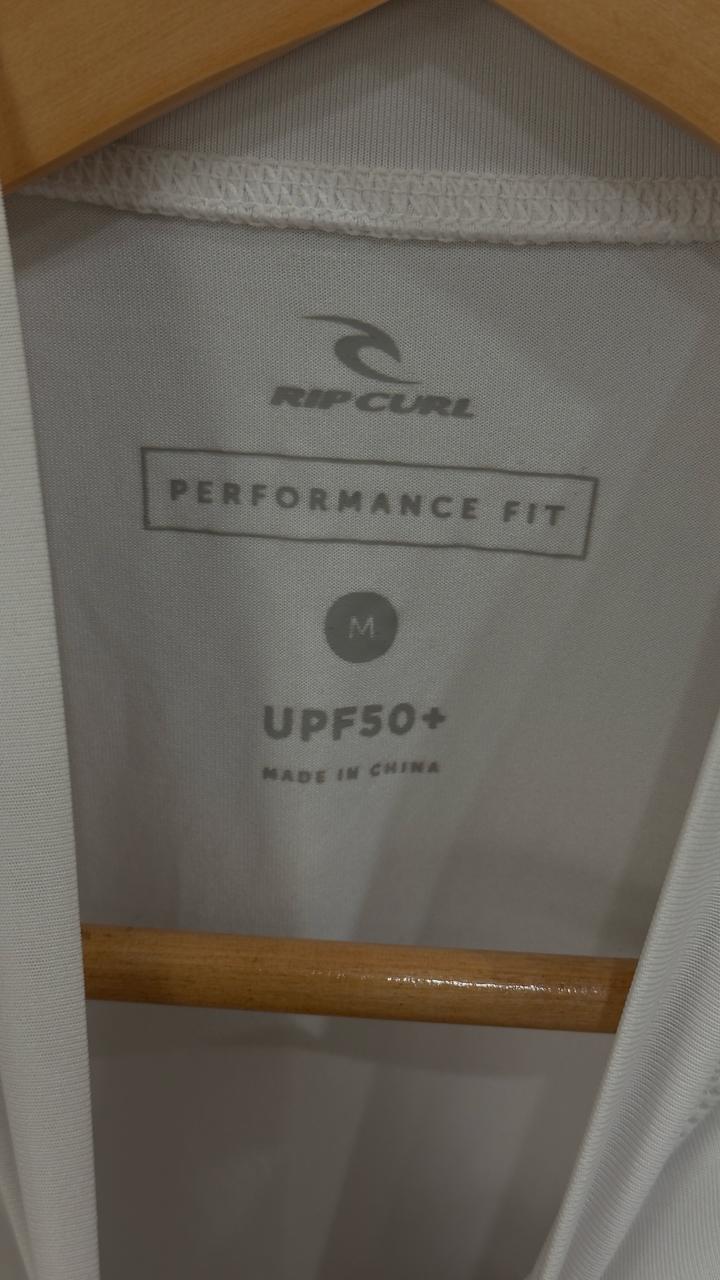 RIP CURL
PERFORMANCE FIT
M
UPF50+
MADE IN CHINA